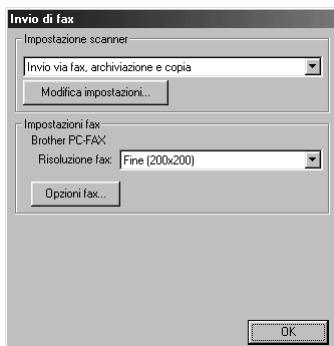 Invio di fax
Impostazione scanner
Invio via fax, archiviazione e copia
Modifica impostazioni...
Impostazioni fax
Brother PC-FAX
Risoluzione fax: Fine (200x200)
Opzioni fax...
OK